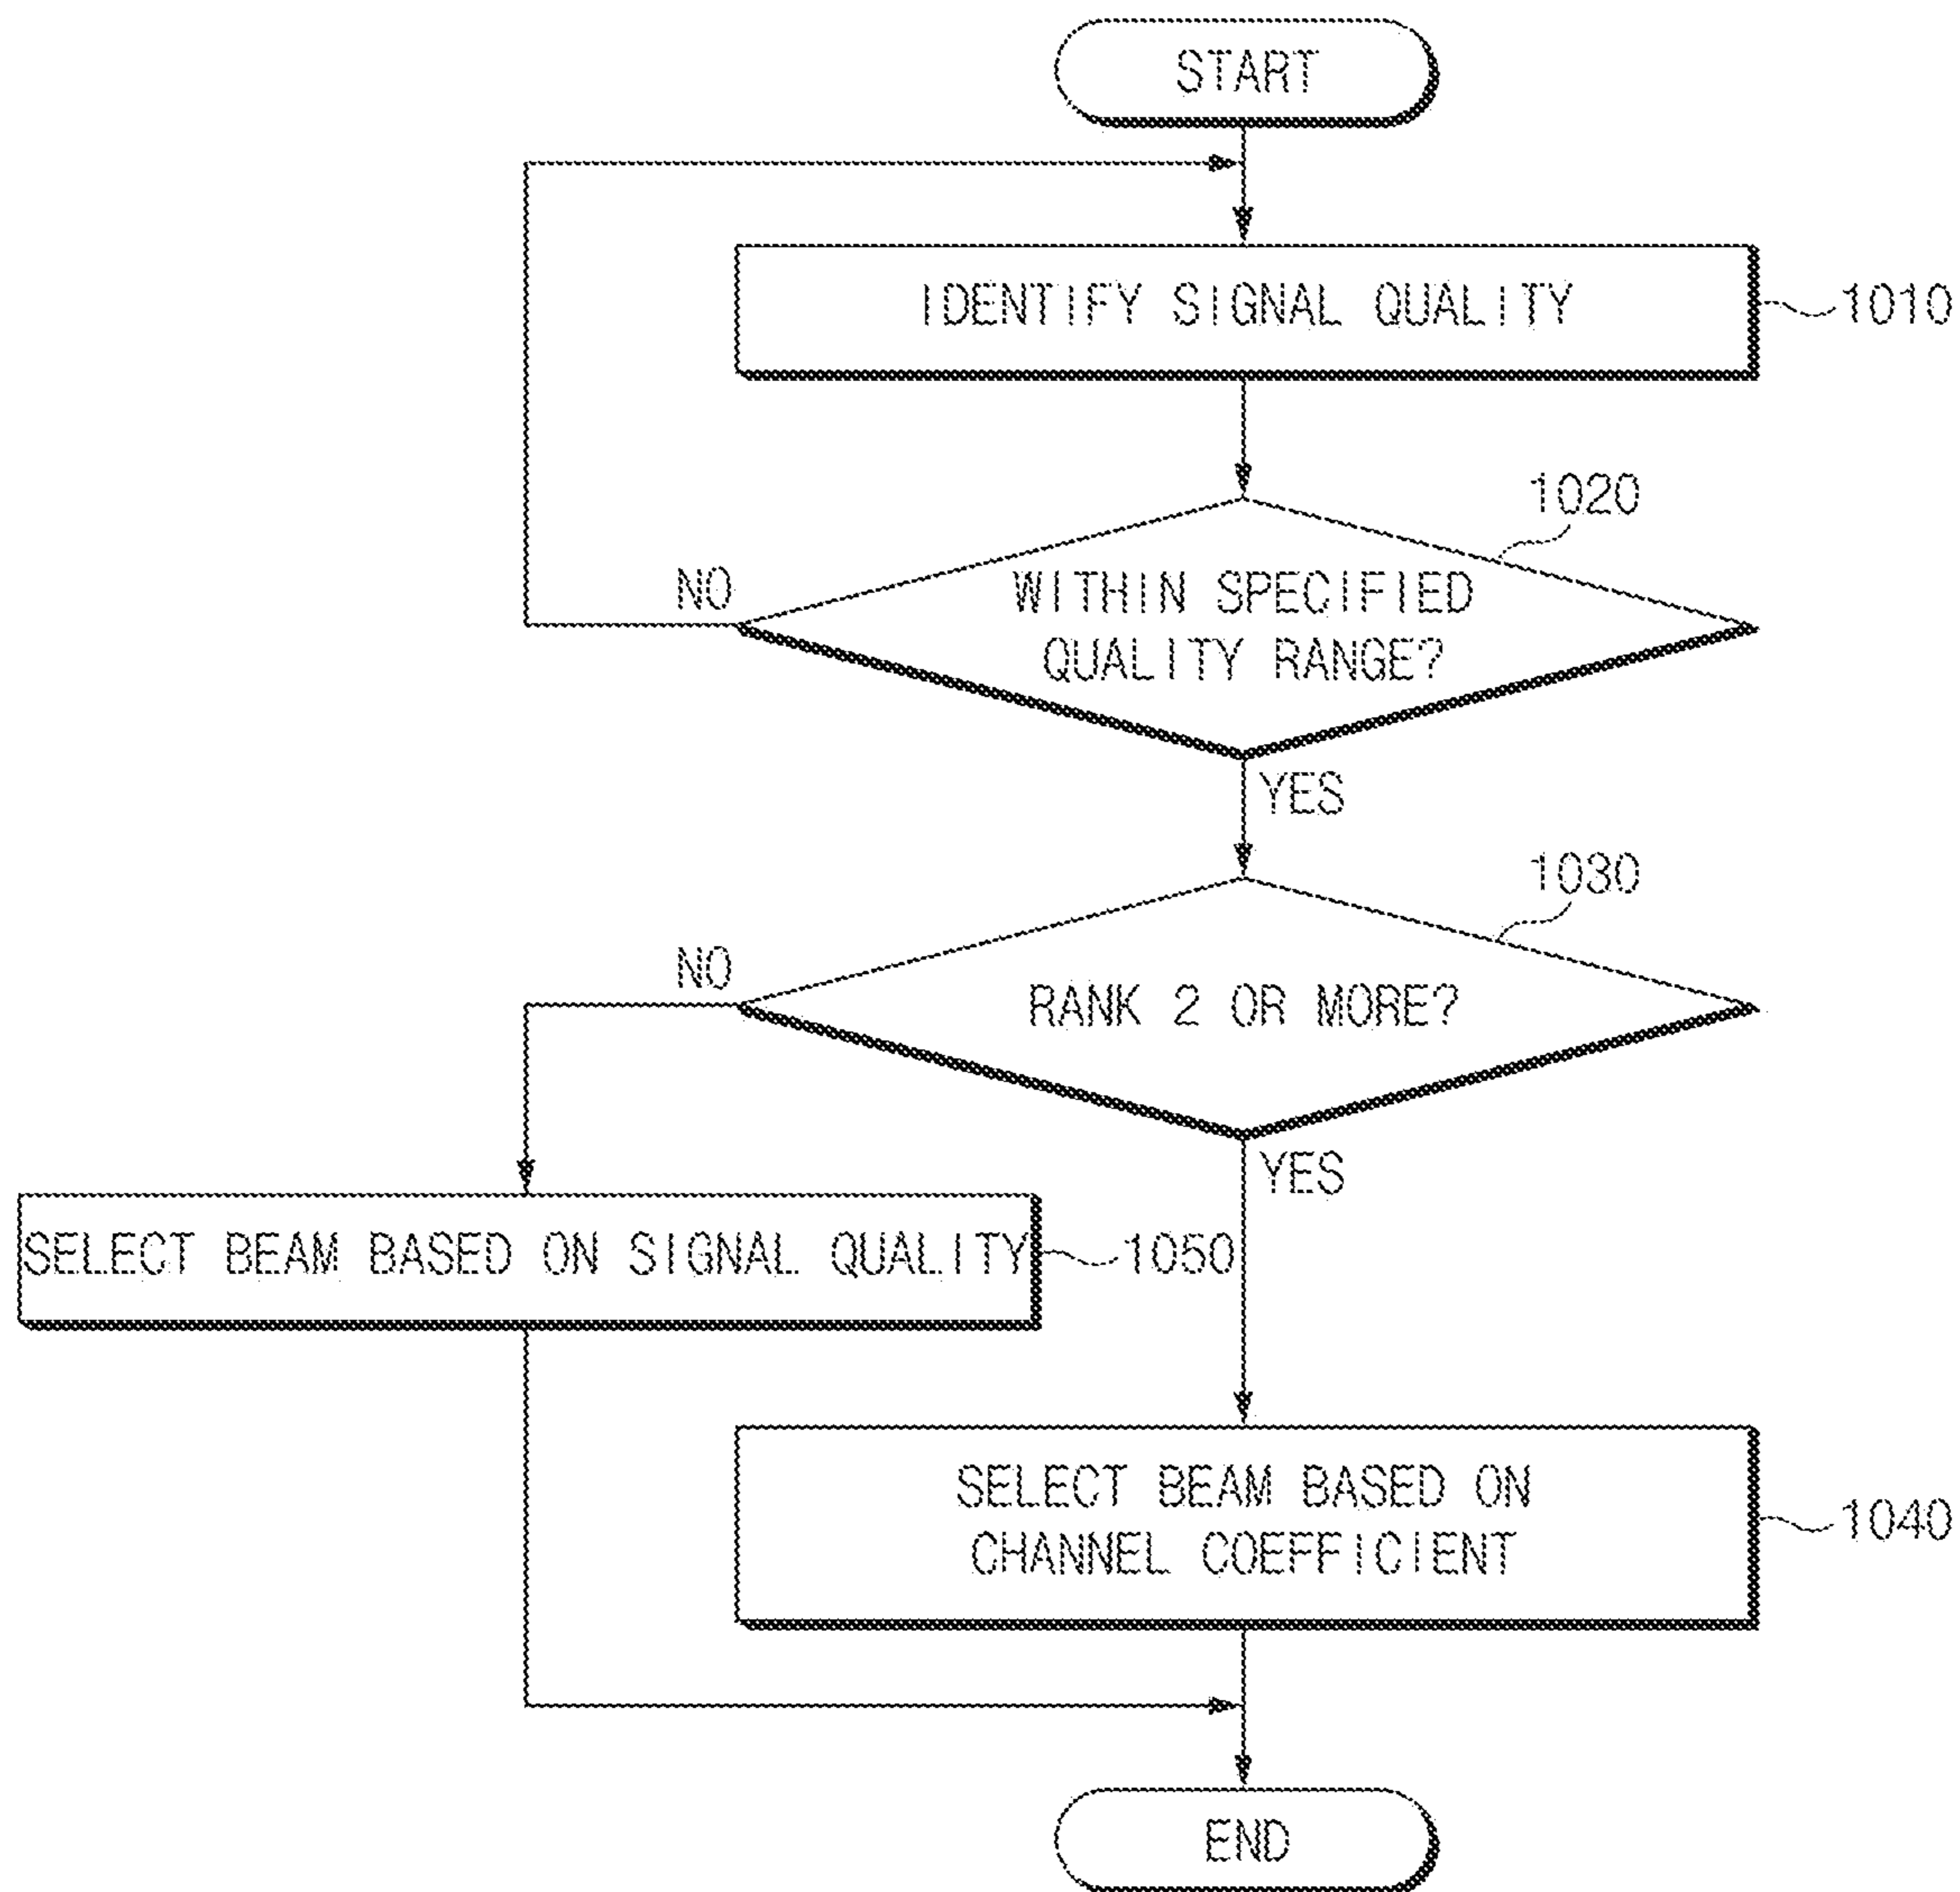 START
IDENTIFY SIGNAL QUALITY
1010
1020
NO
WITHIN SPECIFIED
QUALITY RANGE?
YES
1030
NO
RANK 2 OR MORE?
YES
SELECT BEAM BASED ON SIGNAL QUALITY
1050
SELECT BEAM BASED ON
CHANNEL COEFFICIENT
1040
END